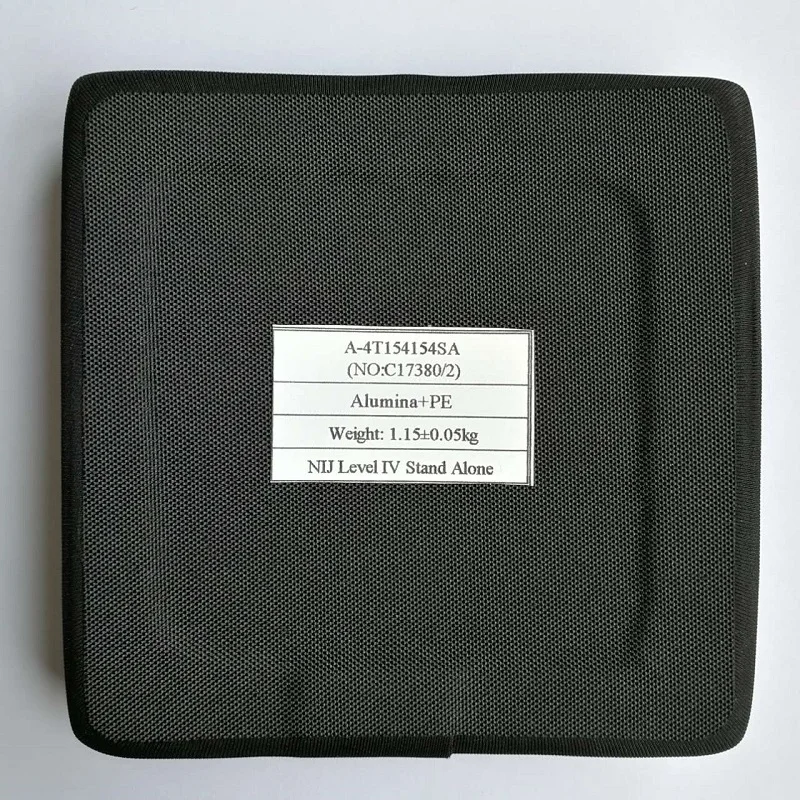 A-4T154154SA
(NO:C17380/2)
Alumina+PE
Weight: 1.15±0.05kg
NIJ Level IV Stand Alone